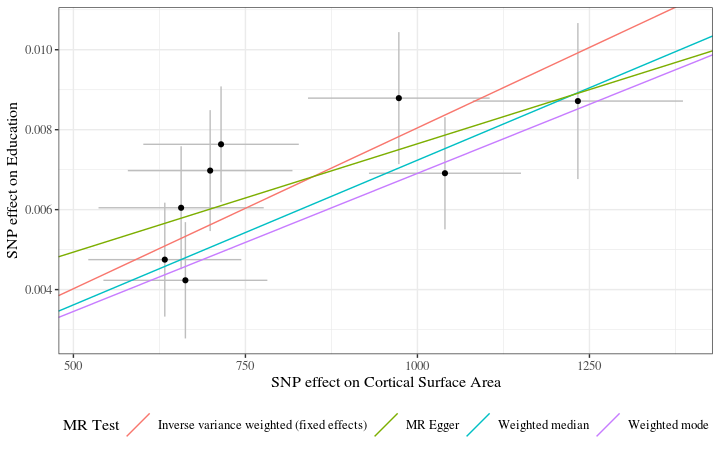 0.010
0.008
0.006
0.004
SNP effect on Education
500 750 1000 1250
SNP effect on Cortical Surface Area
MR Test Inverse variance weighted (fixed effects) MR Egger Weighted median Weighted mode